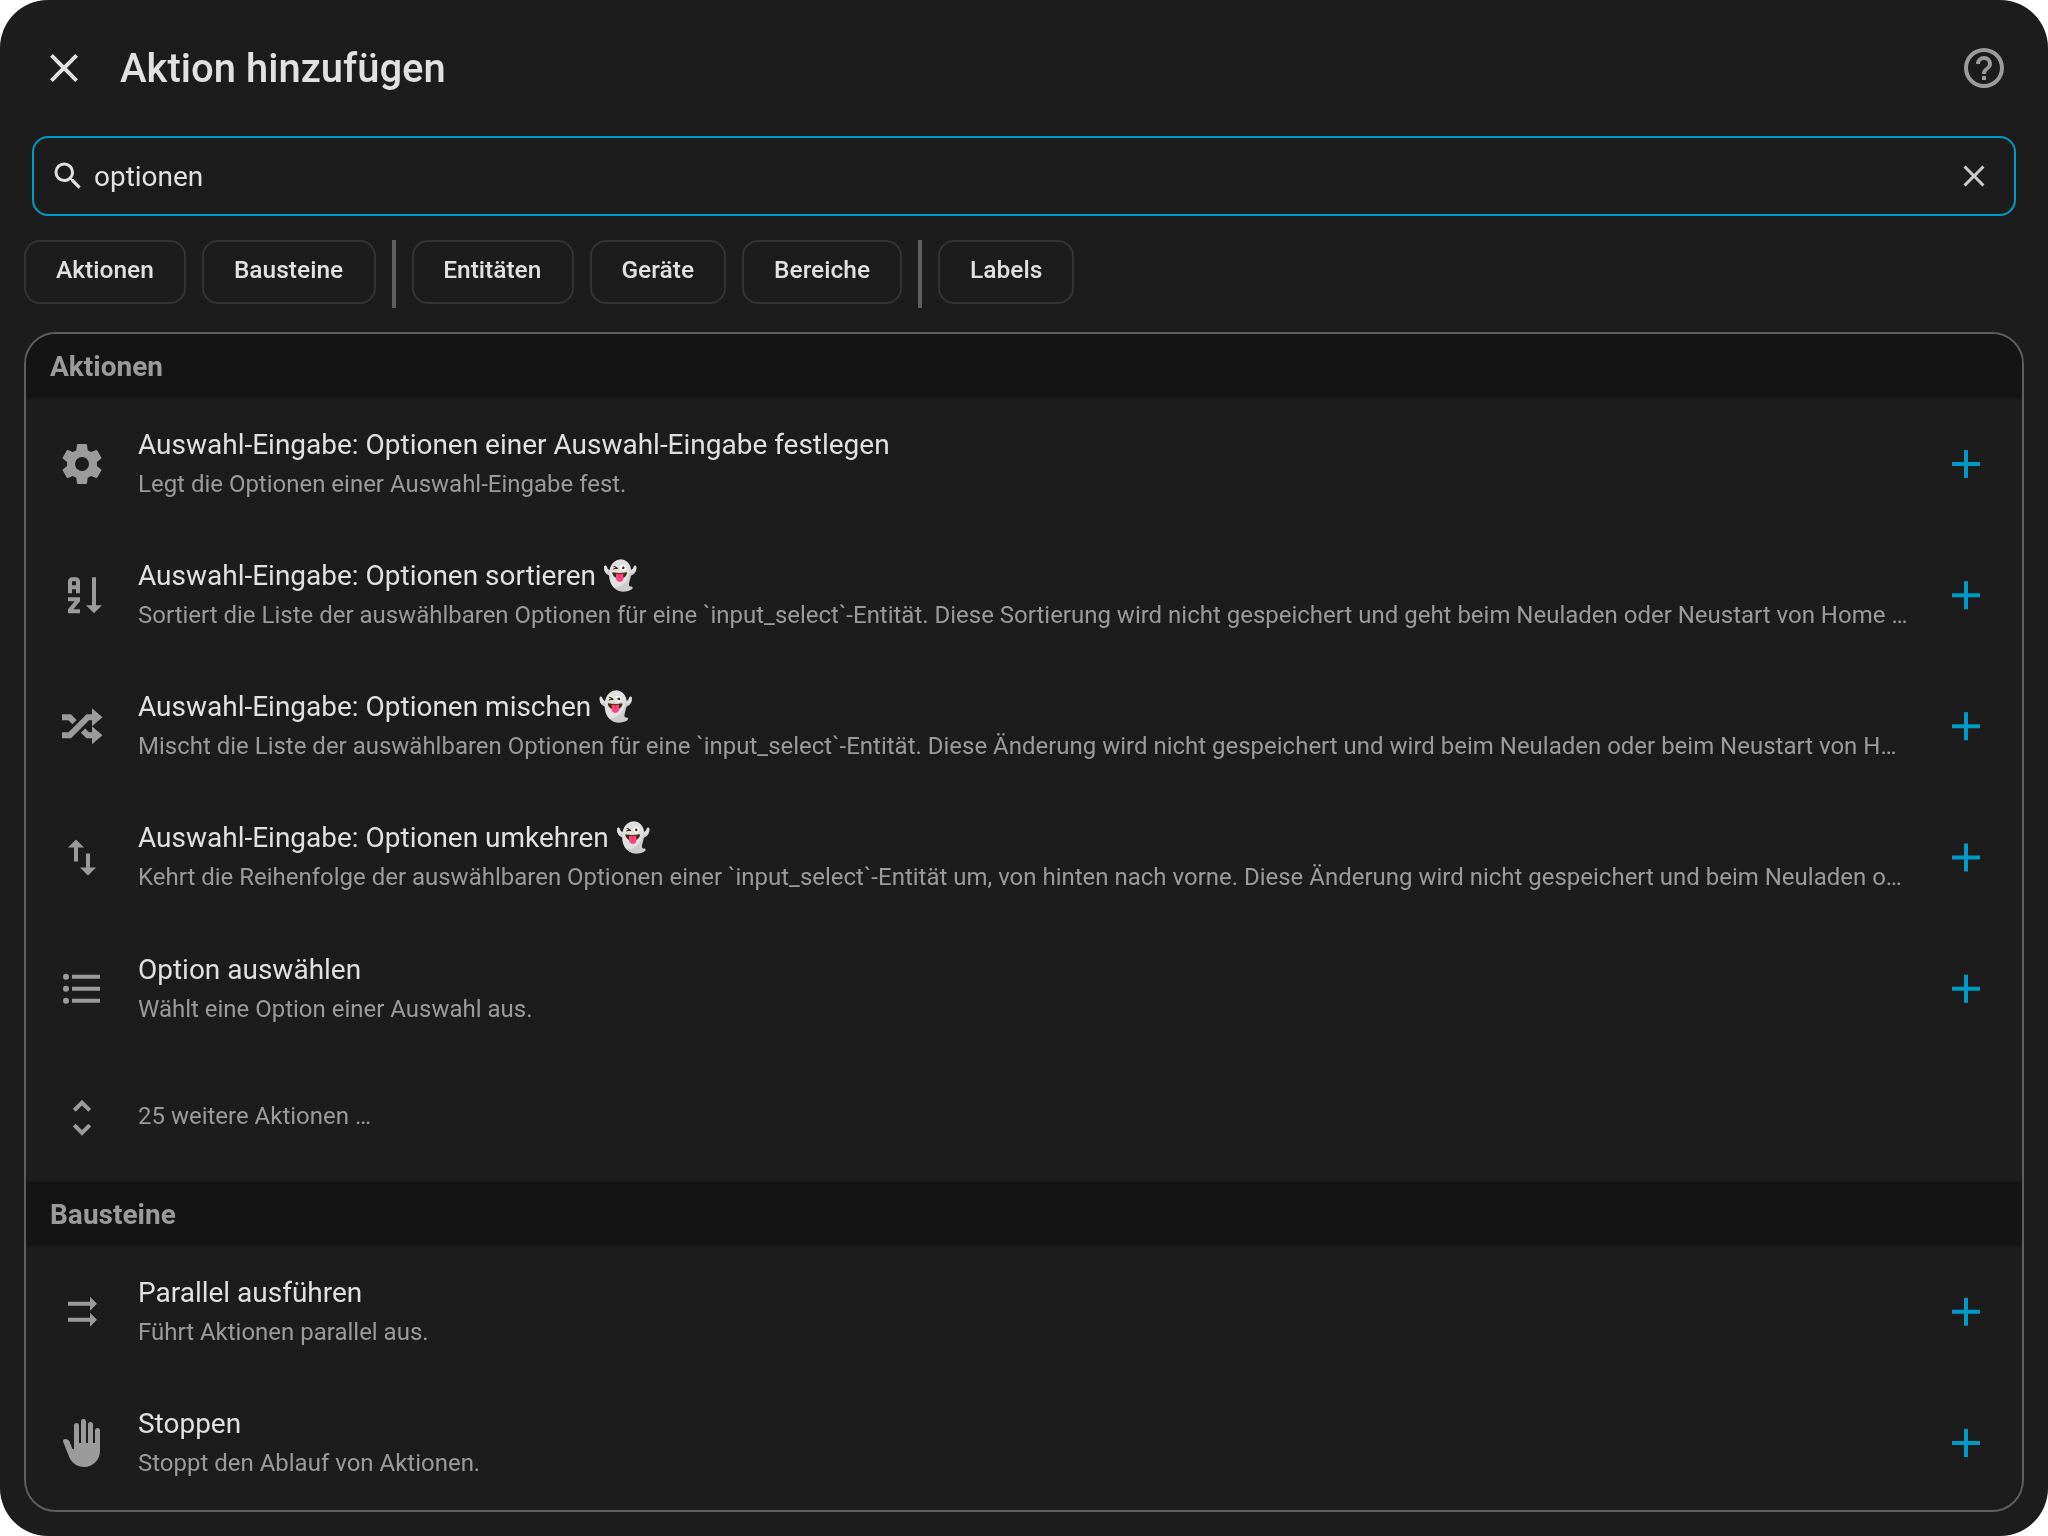 Aktion hinzufügen
optionen
Aktionen
Bausteine
Entitäten
Geräte
Bereiche
Labels
Aktionen
Auswahl-Eingabe: Optionen einer Auswahl-Eingabe festlegen
Legt die Optionen einer Auswahl-Eingabe fest.
Auswahl-Eingabe: Optionen sortieren 👻
Sortiert die Liste der auswählbaren Optionen für eine `input_select`-Entität. Diese Sortierung wird nicht gespeichert und geht beim Neuladen oder Neustart von Home …
Auswahl-Eingabe: Optionen mischen 👻
Mischt die Liste der auswählbaren Optionen für eine `input_select`-Entität. Diese Änderung wird nicht gespeichert und wird beim Neuladen oder beim Neustart von H…
Auswahl-Eingabe: Optionen umkehren 👻
Kehrt die Reihenfolge der auswählbaren Optionen einer `input_select`-Entität um, von hinten nach vorne. Diese Änderung wird nicht gespeichert und beim Neuladen o…
Option auswählen
Wählt eine Option einer Auswahl aus.
25 weitere Aktionen …
Bausteine
Parallel ausführen
Führt Aktionen parallel aus.
Stoppen
Stoppt den Ablauf von Aktionen.